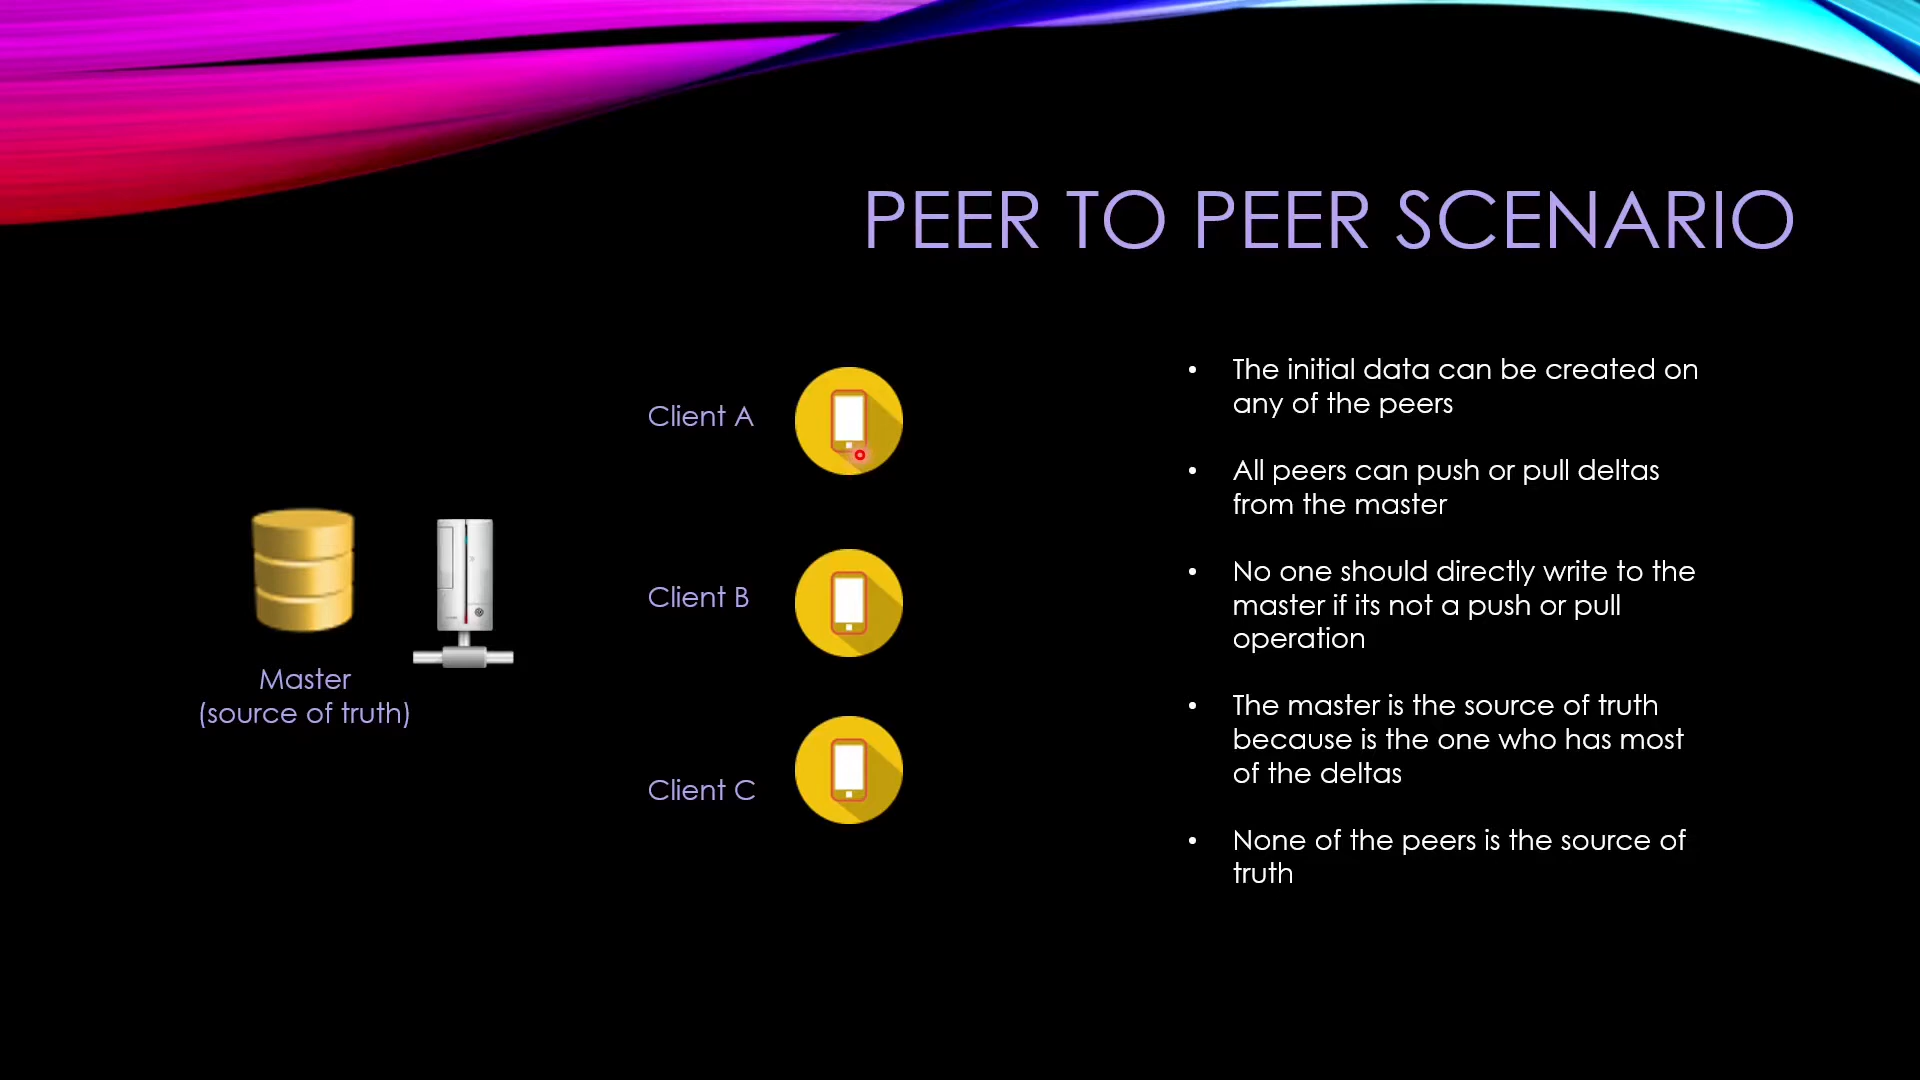 PEER TO PEER SCENARIO
Client A
Client B
Client C
Master
(source of truth)
• The initial data can be created on
any of the peers
• All peers can push or pull deltas
from the master
• No one should directly write to the
master if its not a push or pull
operation
• The master is the source of truth
because is the one who has most
of the deltas
• None of the peers is the source of
truth